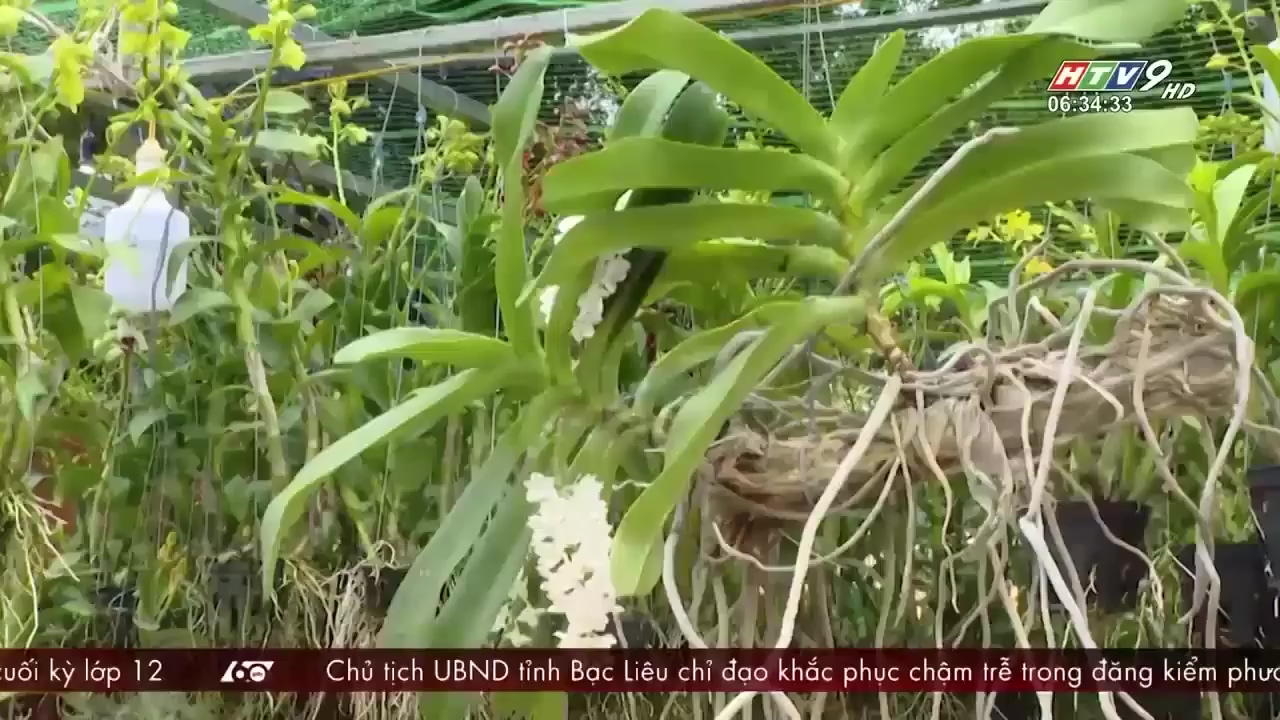 HTV9 HD
06:34:33
cuối kỳ lớp 12 60 Chủ tịch UBND tỉnh Bạc Liêu chỉ đạo khắc phục chậm trễ trong đăng kiểm